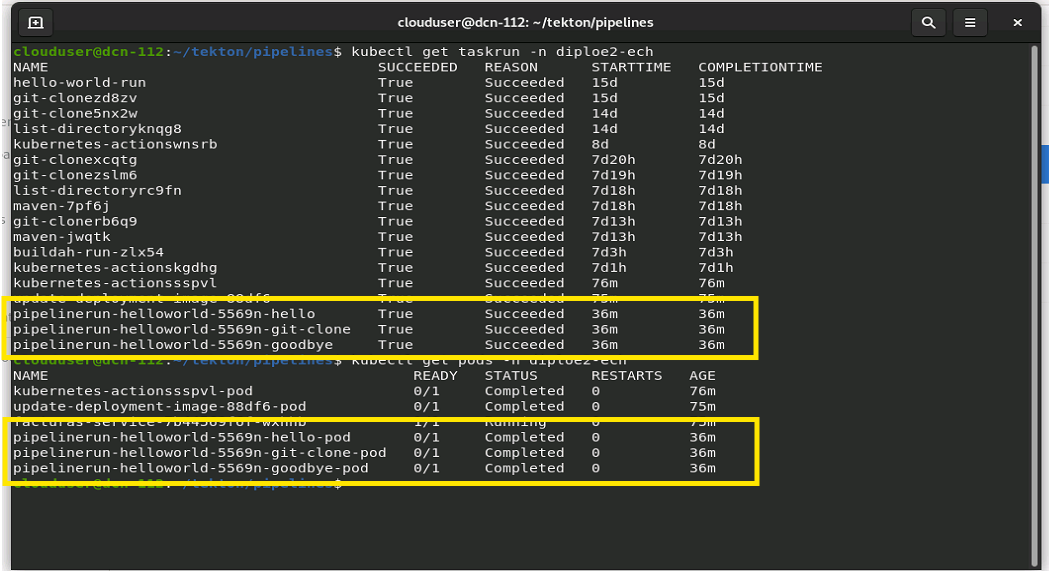 clouduser@dcn-112: ~/tekton/pipelines
clouduser@dcn-112:~/tekton/pipelines$ kubectl get taskrun -n diploe2-ech
NAME SUCCEEDED REASON STARTTIME COMPLETIONTIME
hello-world-run True Succeeded 15d 15d
git-clonezd8zv True Succeeded 15d 15d
git-clone5nx2w True Succeeded 14d 14d
list-directoryknqg8 True Succeeded 14d 14d
kubernetes-actionswnsrb True Succeeded 8d 8d
git-clonexcqtg True Succeeded 7d20h 7d20h
git-clonezslm6 True Succeeded 7d19h 7d19h
list-directoryrc9fn True Succeeded 7d18h 7d18h
maven-7pf6j True Succeeded 7d18h 7d18h
git-clonerb6q9 True Succeeded 7d13h 7d13h
maven-jwqtk True Succeeded 7d13h 7d13h
buildah-run-zlx54 True Succeeded 7d3h 7d3h
kubernetes-actionskgdhg True Succeeded 7d1h 7d1h
kubernetes-actionssspvl True Succeeded 76m 76m
update-deployment-image-88df6 True Succeeded 75m 75m
pipelinerun-helloworld-5569n-hello True Succeeded 36m 36m
pipelinerun-helloworld-5569n-git-clone True Succeeded 36m 36m
pipelinerun-helloworld-5569n-goodbye True Succeeded 36m 36m
clouduser@dcn-112:~/tekton/pipelines$ kubectl get pods -n diploe2-ech
NAME READY STATUS RESTARTS AGE
kubernetes-actionssspvl-pod 0/1 Completed 0 76m
update-deployment-image-88df6-pod 0/1 Completed 0 75m
1/1 Running 0 75m
pipelinerun-helloworld-5569n-hello-pod 0/1 Completed 0 36m
pipelinerun-helloworld-5569n-git-clone-pod 0/1 Completed 0 36m
pipelinerun-helloworld-5569n-goodbye-pod 0/1 Completed 0 36m
clouduser@dcn-112:~/tekton/pipelines$